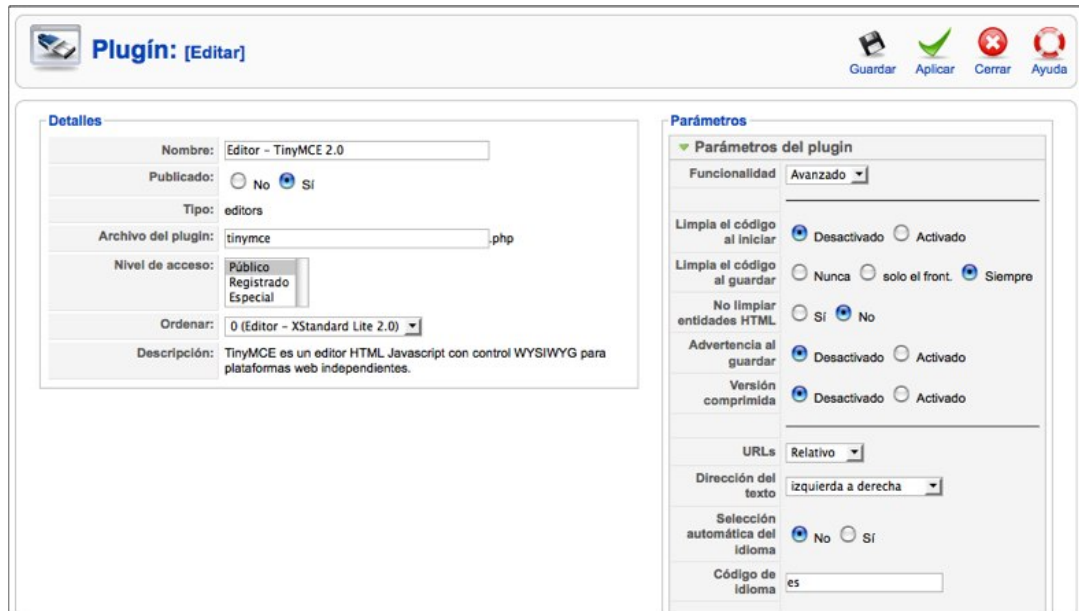 Plugín: [Editar]
Guardar Aplicar Cerrar Ayuda
Detalles
Nombre: Editor - TinyMCE 2.0
Publicado: No Sí
Tipo: editors
Archivo del plugin: tinymce .php
Nivel de acceso: Público
Registrado
Especial
Ordenar: 0 (Editor - XStandard Lite 2.0)
Descripción: TinyMCE es un editor HTML Javascript con control WYSIWYG para
plataformas web independientes.
Parámetros
Parámetros del plugin
Funcionalidad Avanzado
Limpia el código
al iniciar Desactivado Activado
Limpia el código
al guardar Nunca solo el front. Siempre
No limpiar
entidades HTML Sí No
Advertencia al
guardar Desactivado Activado
Versión
comprimida Desactivado Activado
URLs Relativo
Dirección del
texto izquierda a derecha
Selección
automática del
idioma No Sí
Código de
idioma es